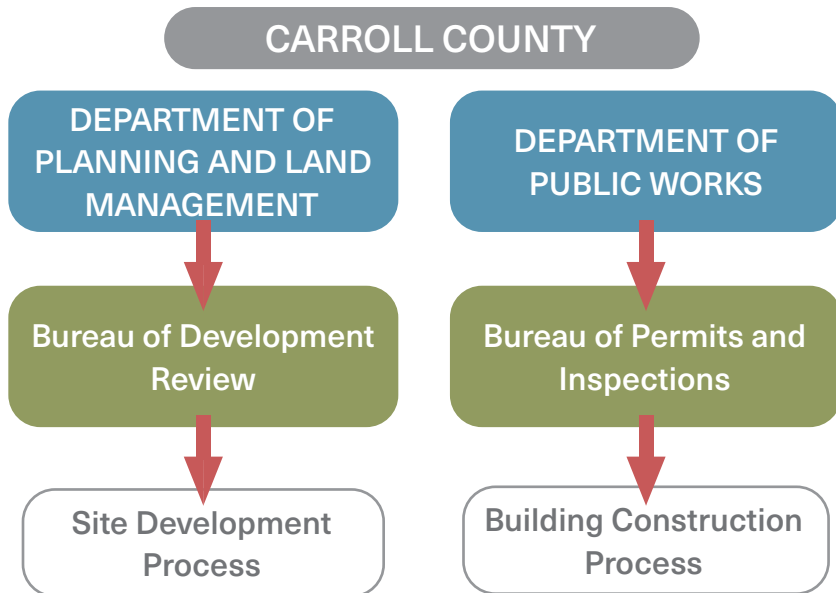 CARROLL COUNTY
DEPARTMENT OF
PLANNING AND LAND
MANAGEMENT
DEPARTMENT OF
PUBLIC WORKS
Bureau of Development
Review
Bureau of Permits and
Inspections
Site Development
Process
Building Construction
Process